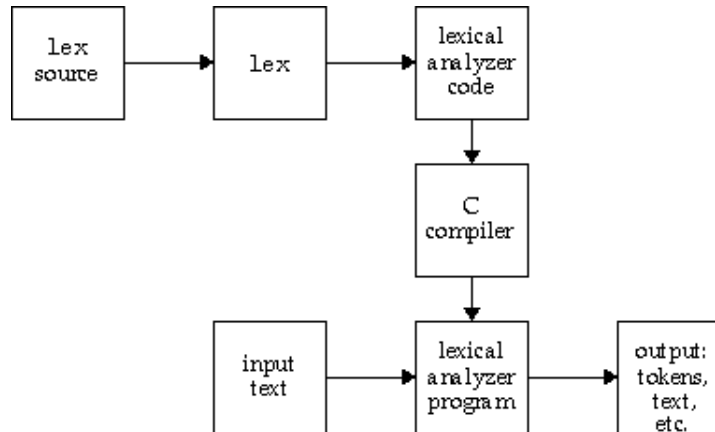 lex
source
lex
lexical
analyzer
code
C
compiler
input
text
lexical
analyzer
program
output:
tokens,
text,
etc.